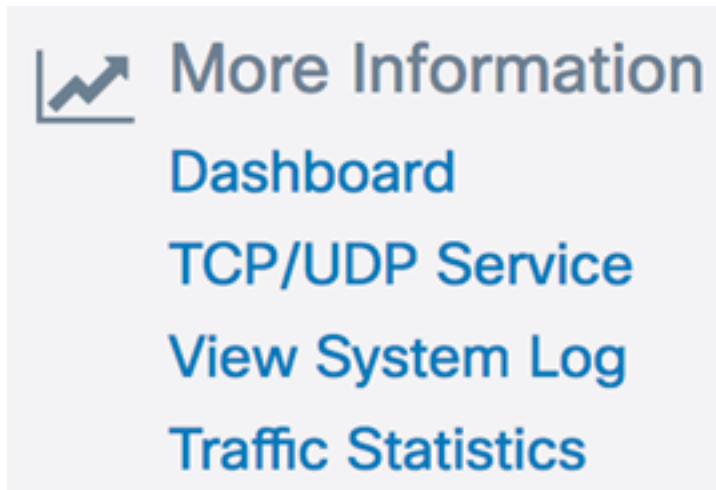 More Information
Dashboard
TCP/UDP Service
View System Log
Traffic Statistics